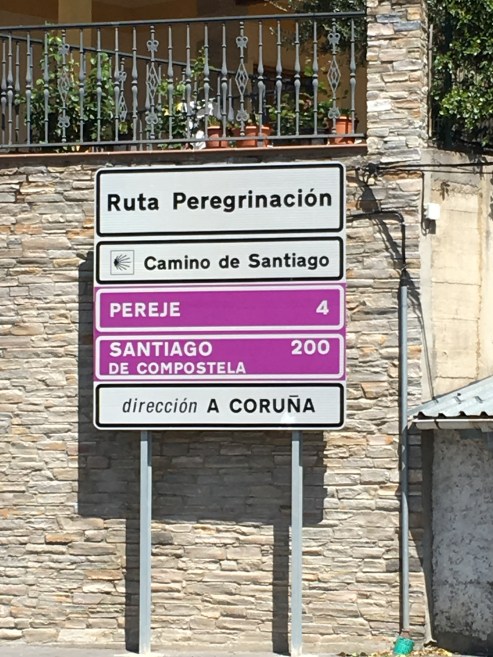 Ruta Peregrinación
Camino de Santiago
PEREJE 4
SANTIAGO 200
DE COMPOSTELA
dirección A CORUÑA